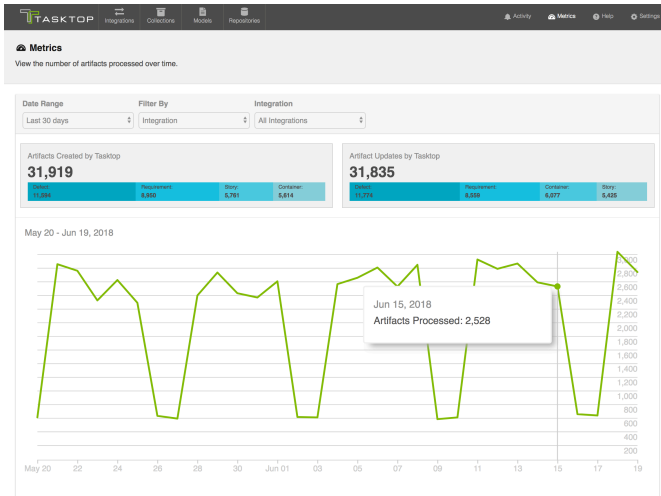 TASKTOP
Integrations
Collections
Models
Repositories
Activity
Metrics
Help
Settings
Metrics
View the number of artifacts processed over time.
Date Range
Filter By
Integration
Last 30 days
Integration
All Integrations
Artifacts Created by Tasktop
31,919
Defect:
Requirement:
Story:
Container:
5,761
5,814
Artifact Updates by Tasktop
31,835
Defect:
Requirement:
Container:
Story:
11,774
6,559
6,077
5,425
May 20 - Jun 19, 2018
3,000
2,800
2,600
2,400
2,200
2,000
1,800
1,600
1,400
1,200
1,000
800
600
400
200
Jun 15, 2018
Artifacts Processed: 2,528
May 20 22 24 26 28 30 Jun 01 03 05 07 09 11 13 15 17 19